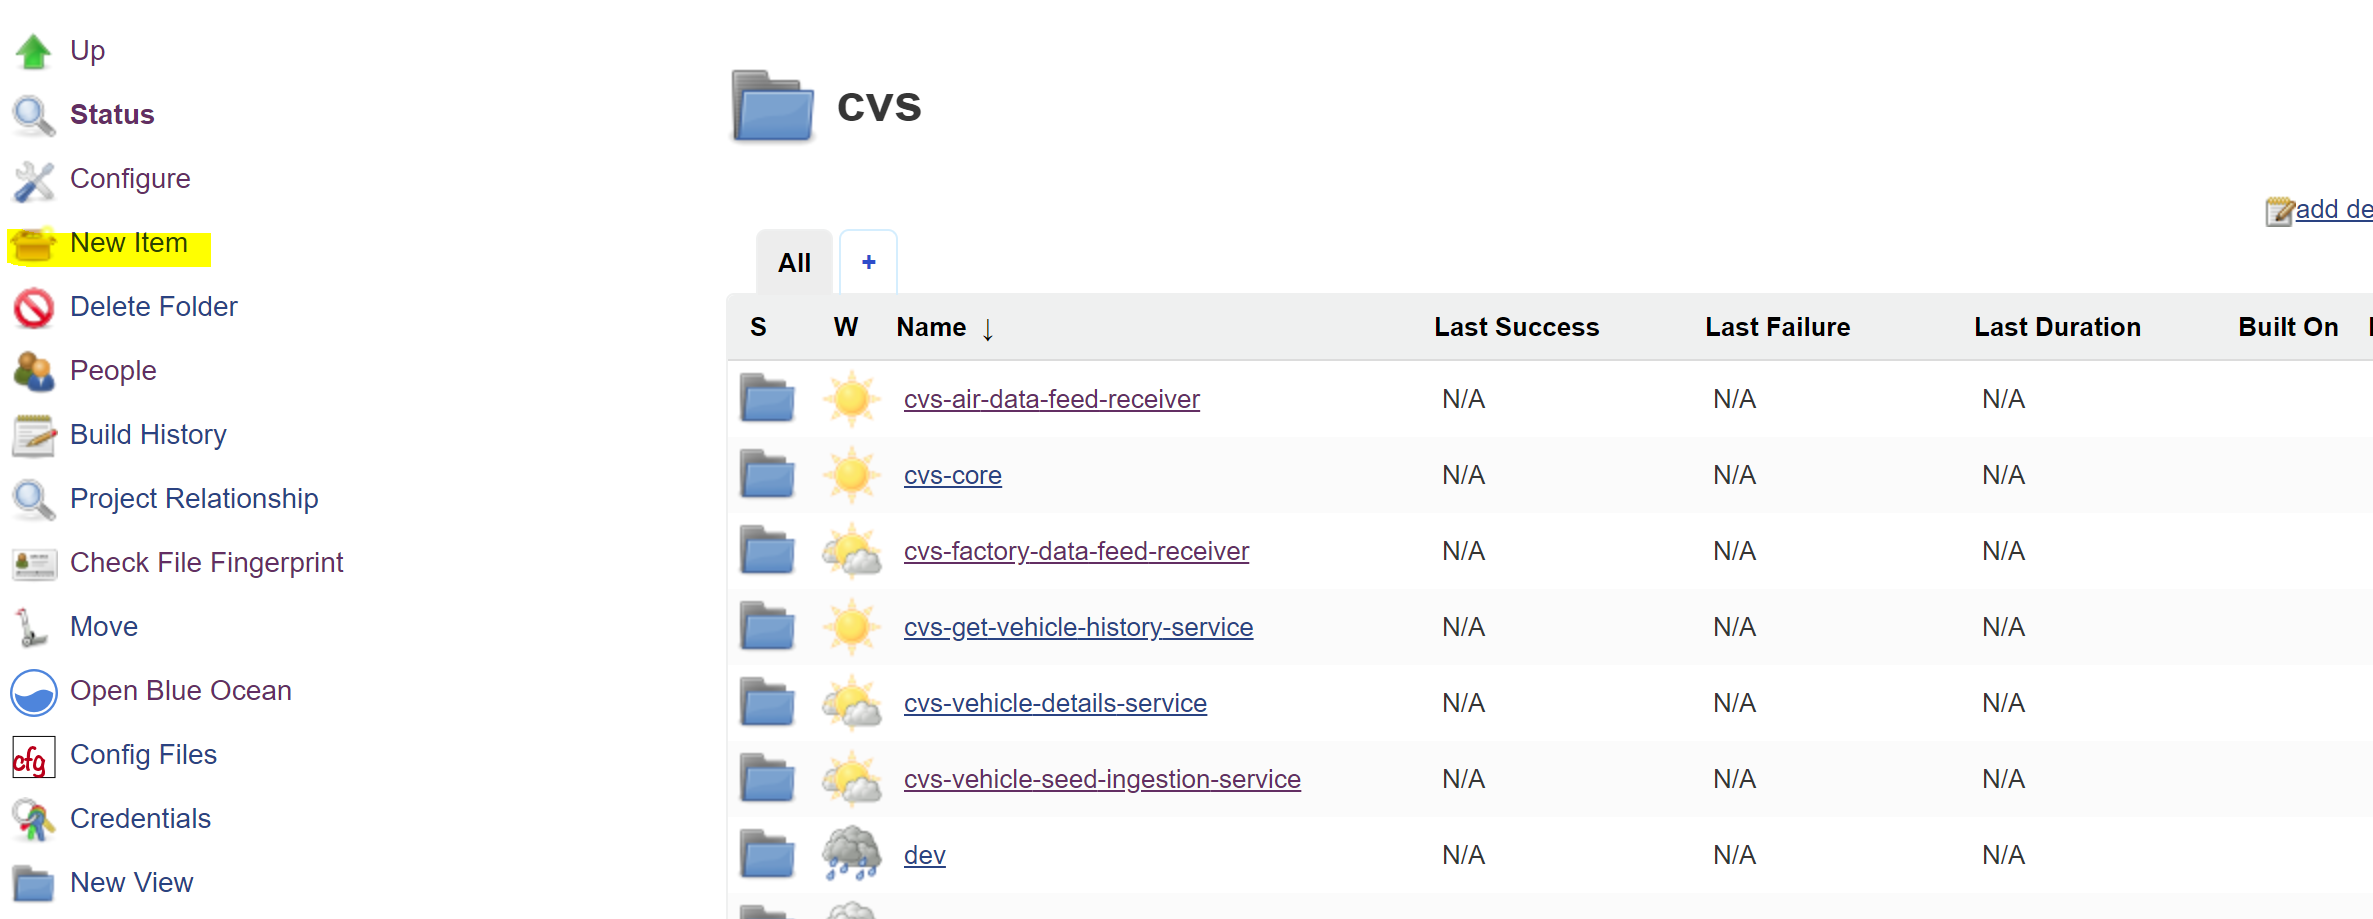 Up
Status
Configure
New Item
Delete Folder
People
Build History
Project Relationship
Check File Fingerprint
Move
Open Blue Ocean
cfg
Config Files
Credentials
New View
cvs
add de
All +
S W Name ↓ Last Success Last Failure Last Duration Built On
cvs-air-data-feed-receiver N/A N/A N/A
cvs-core N/A N/A N/A
cvs-factory-data-feed-receiver N/A N/A N/A
cvs-get-vehicle-history-service N/A N/A N/A
cvs-vehicle-details-service N/A N/A N/A
cvs-vehicle-seed-ingestion-service N/A N/A N/A
dev N/A N/A N/A